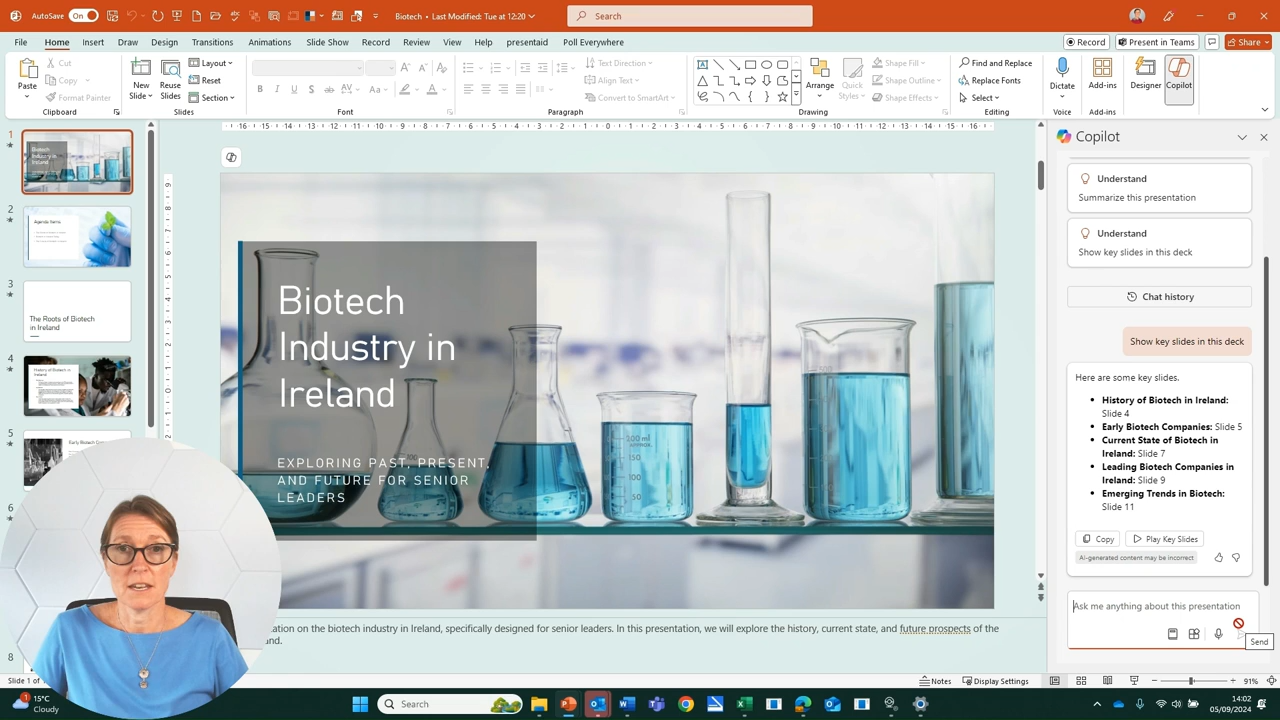 AutoSave
On
Biotech • Last Modified: Tue at 12:20
Search
File Home Insert Draw Design Transitions Animations Slide Show Record Review View Help presentaid Poll Everywhere
Record
Present in Teams
Share
Paste
Cut
Copy
Format Painter
Clipboard
New Slide
Reuse Slides
Layout
Reset
Section
Slides
Font
Paragraph
Text Direction
Align Text
Convert to SmartArt
Arrange
Quick Styles
Shape Fill
Shape Outline
Shape Effects
Drawing
Find and Replace
Replace Fonts
Select
Editing
Dictate
Voice
Add-ins
Add-ins
Designer
Copilot
1
Biotech
Industry in
Ireland
2
Agenda Items
3
The Roots of Biotech
in Ireland
4
History of Biotech in
Ireland
5
6
8
Biotech
Industry in
Ireland
EXPLORING PAST, PRESENT,
AND FUTURE FOR SENIOR
LEADERS
ation on the biotech industry in Ireland, specifically designed for senior leaders. In this presentation, we will explore the history, current state, and future prospects of the
nd.
Copilot
Understand
Summarize this presentation
Understand
Show key slides in this deck
Chat history
Show key slides in this deck
Here are some key slides.
• History of Biotech in Ireland:
Slide 4
• Early Biotech Companies: Slide 5
• Current State of Biotech in
Ireland: Slide 7
• Leading Biotech Companies in
Ireland: Slide 9
• Emerging Trends in Biotech:
Slide 11
Copy
Play Key Slides
AI-generated content may be incorrect
Ask me anything about this presentation
Send
Slide 1 of
Notes
Display Settings
91%
15°C
Cloudy
Search
14:02
05/09/2024